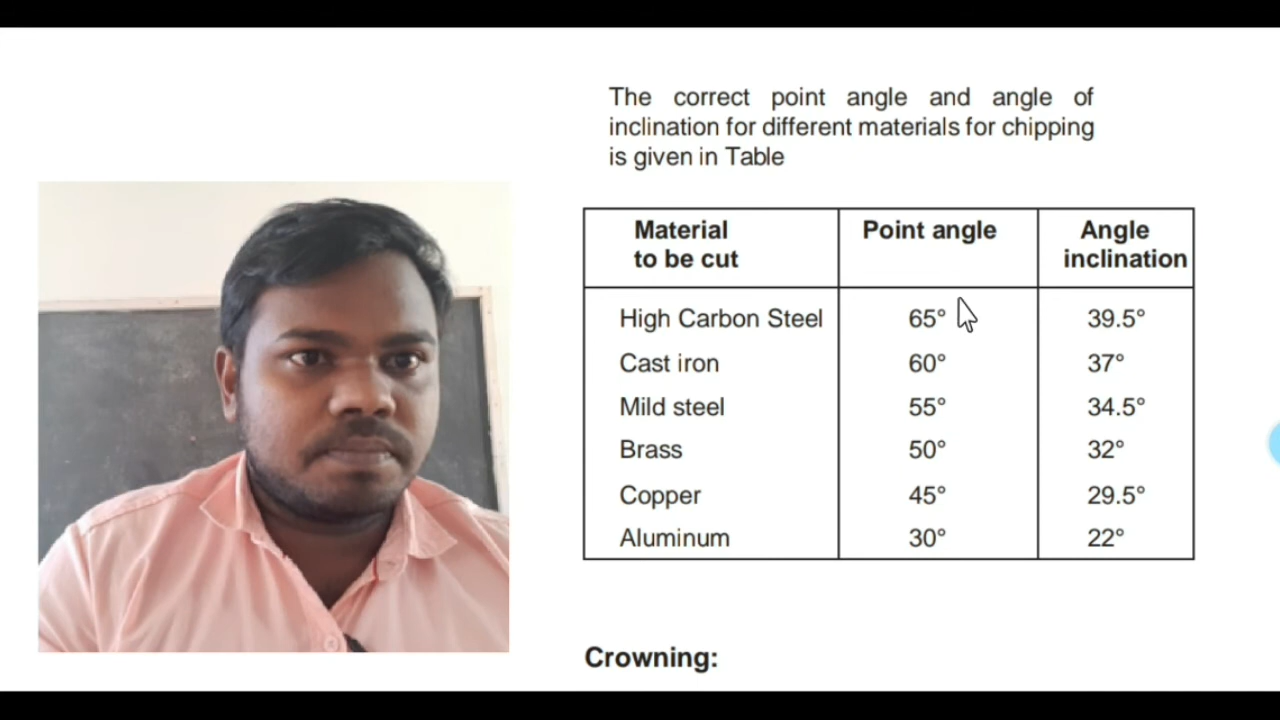 The correct point angle and angle of
inclination for different materials for chipping
is given in Table
Material to be cut | Point angle | Angle inclination
High Carbon Steel 65° 39.5°
Cast iron 60° 37°
Mild steel 55° 34.5°
Brass 50° 32°
Copper 45° 29.5°
Aluminum 30° 22°
Crowning: